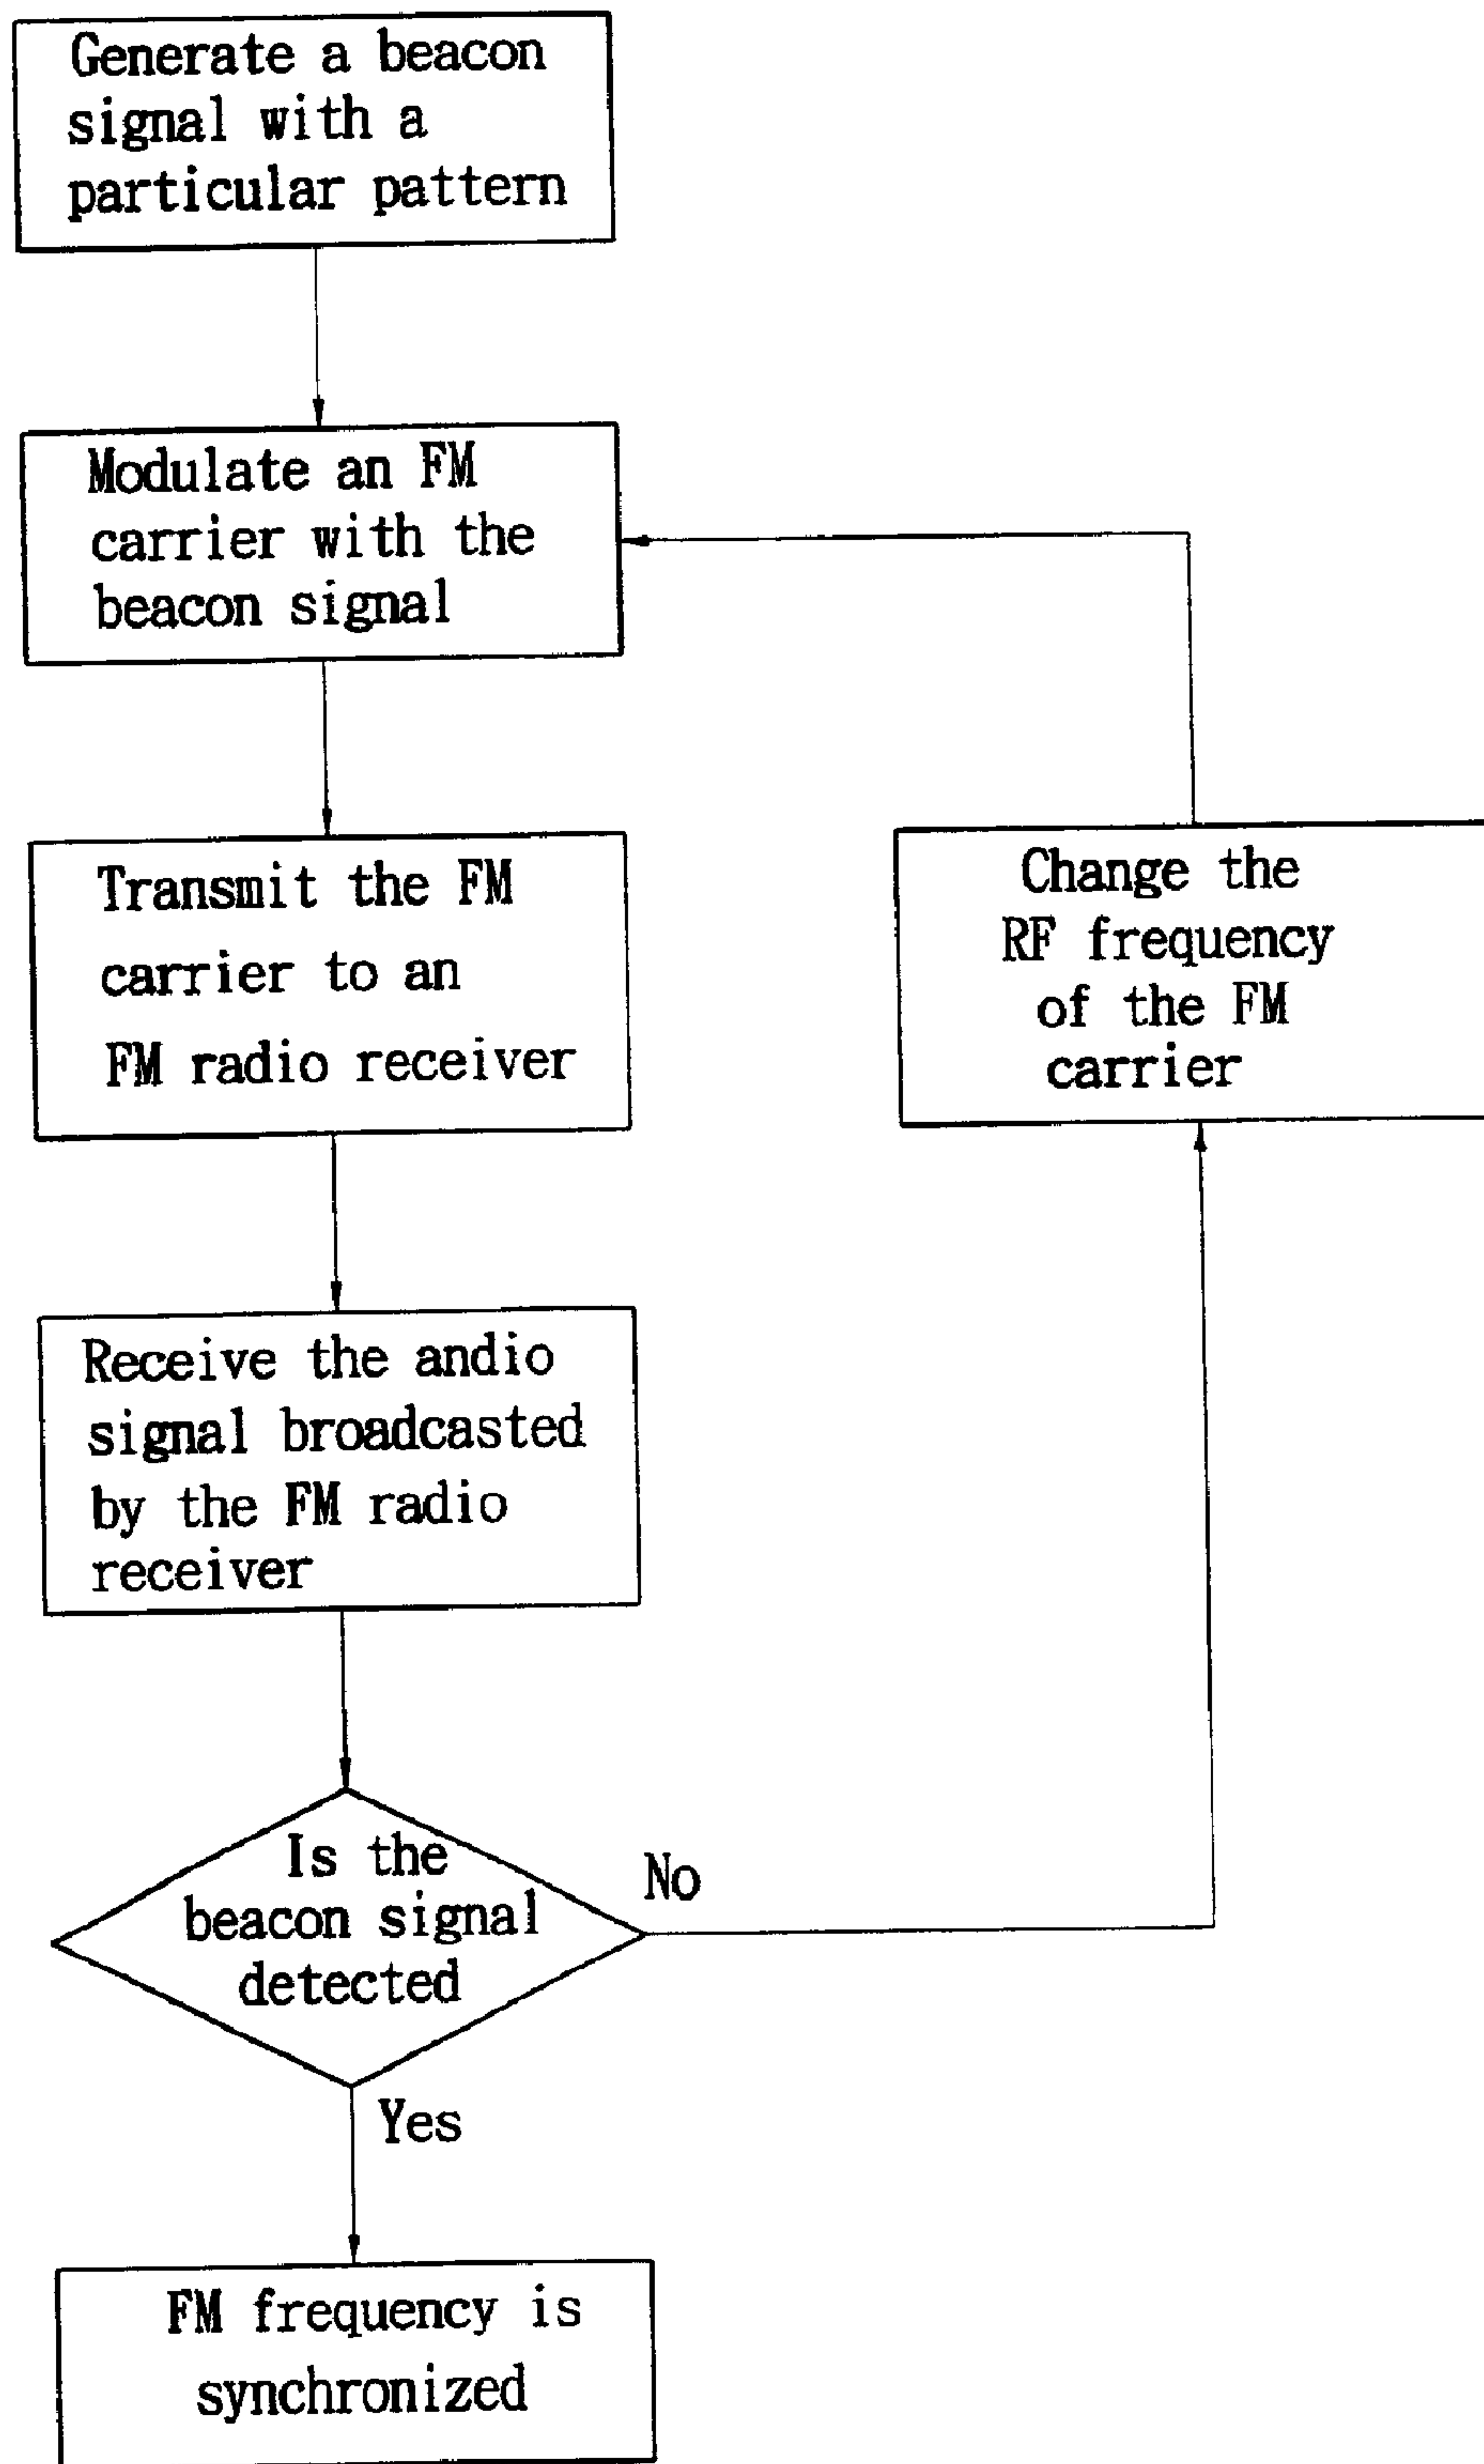 Generate a beacon
signal with a
particular pattern
Modulate an FM
carrier with the
beacon signal
Transmit the FM
carrier to an
FM radio receiver
Change the
RF frequency
of the FM
carrier
Receive the andio
signal broadcasted
by the FM radio
receiver
Is the
beacon signal
detected
No
Yes
FM frequency is
synchronized